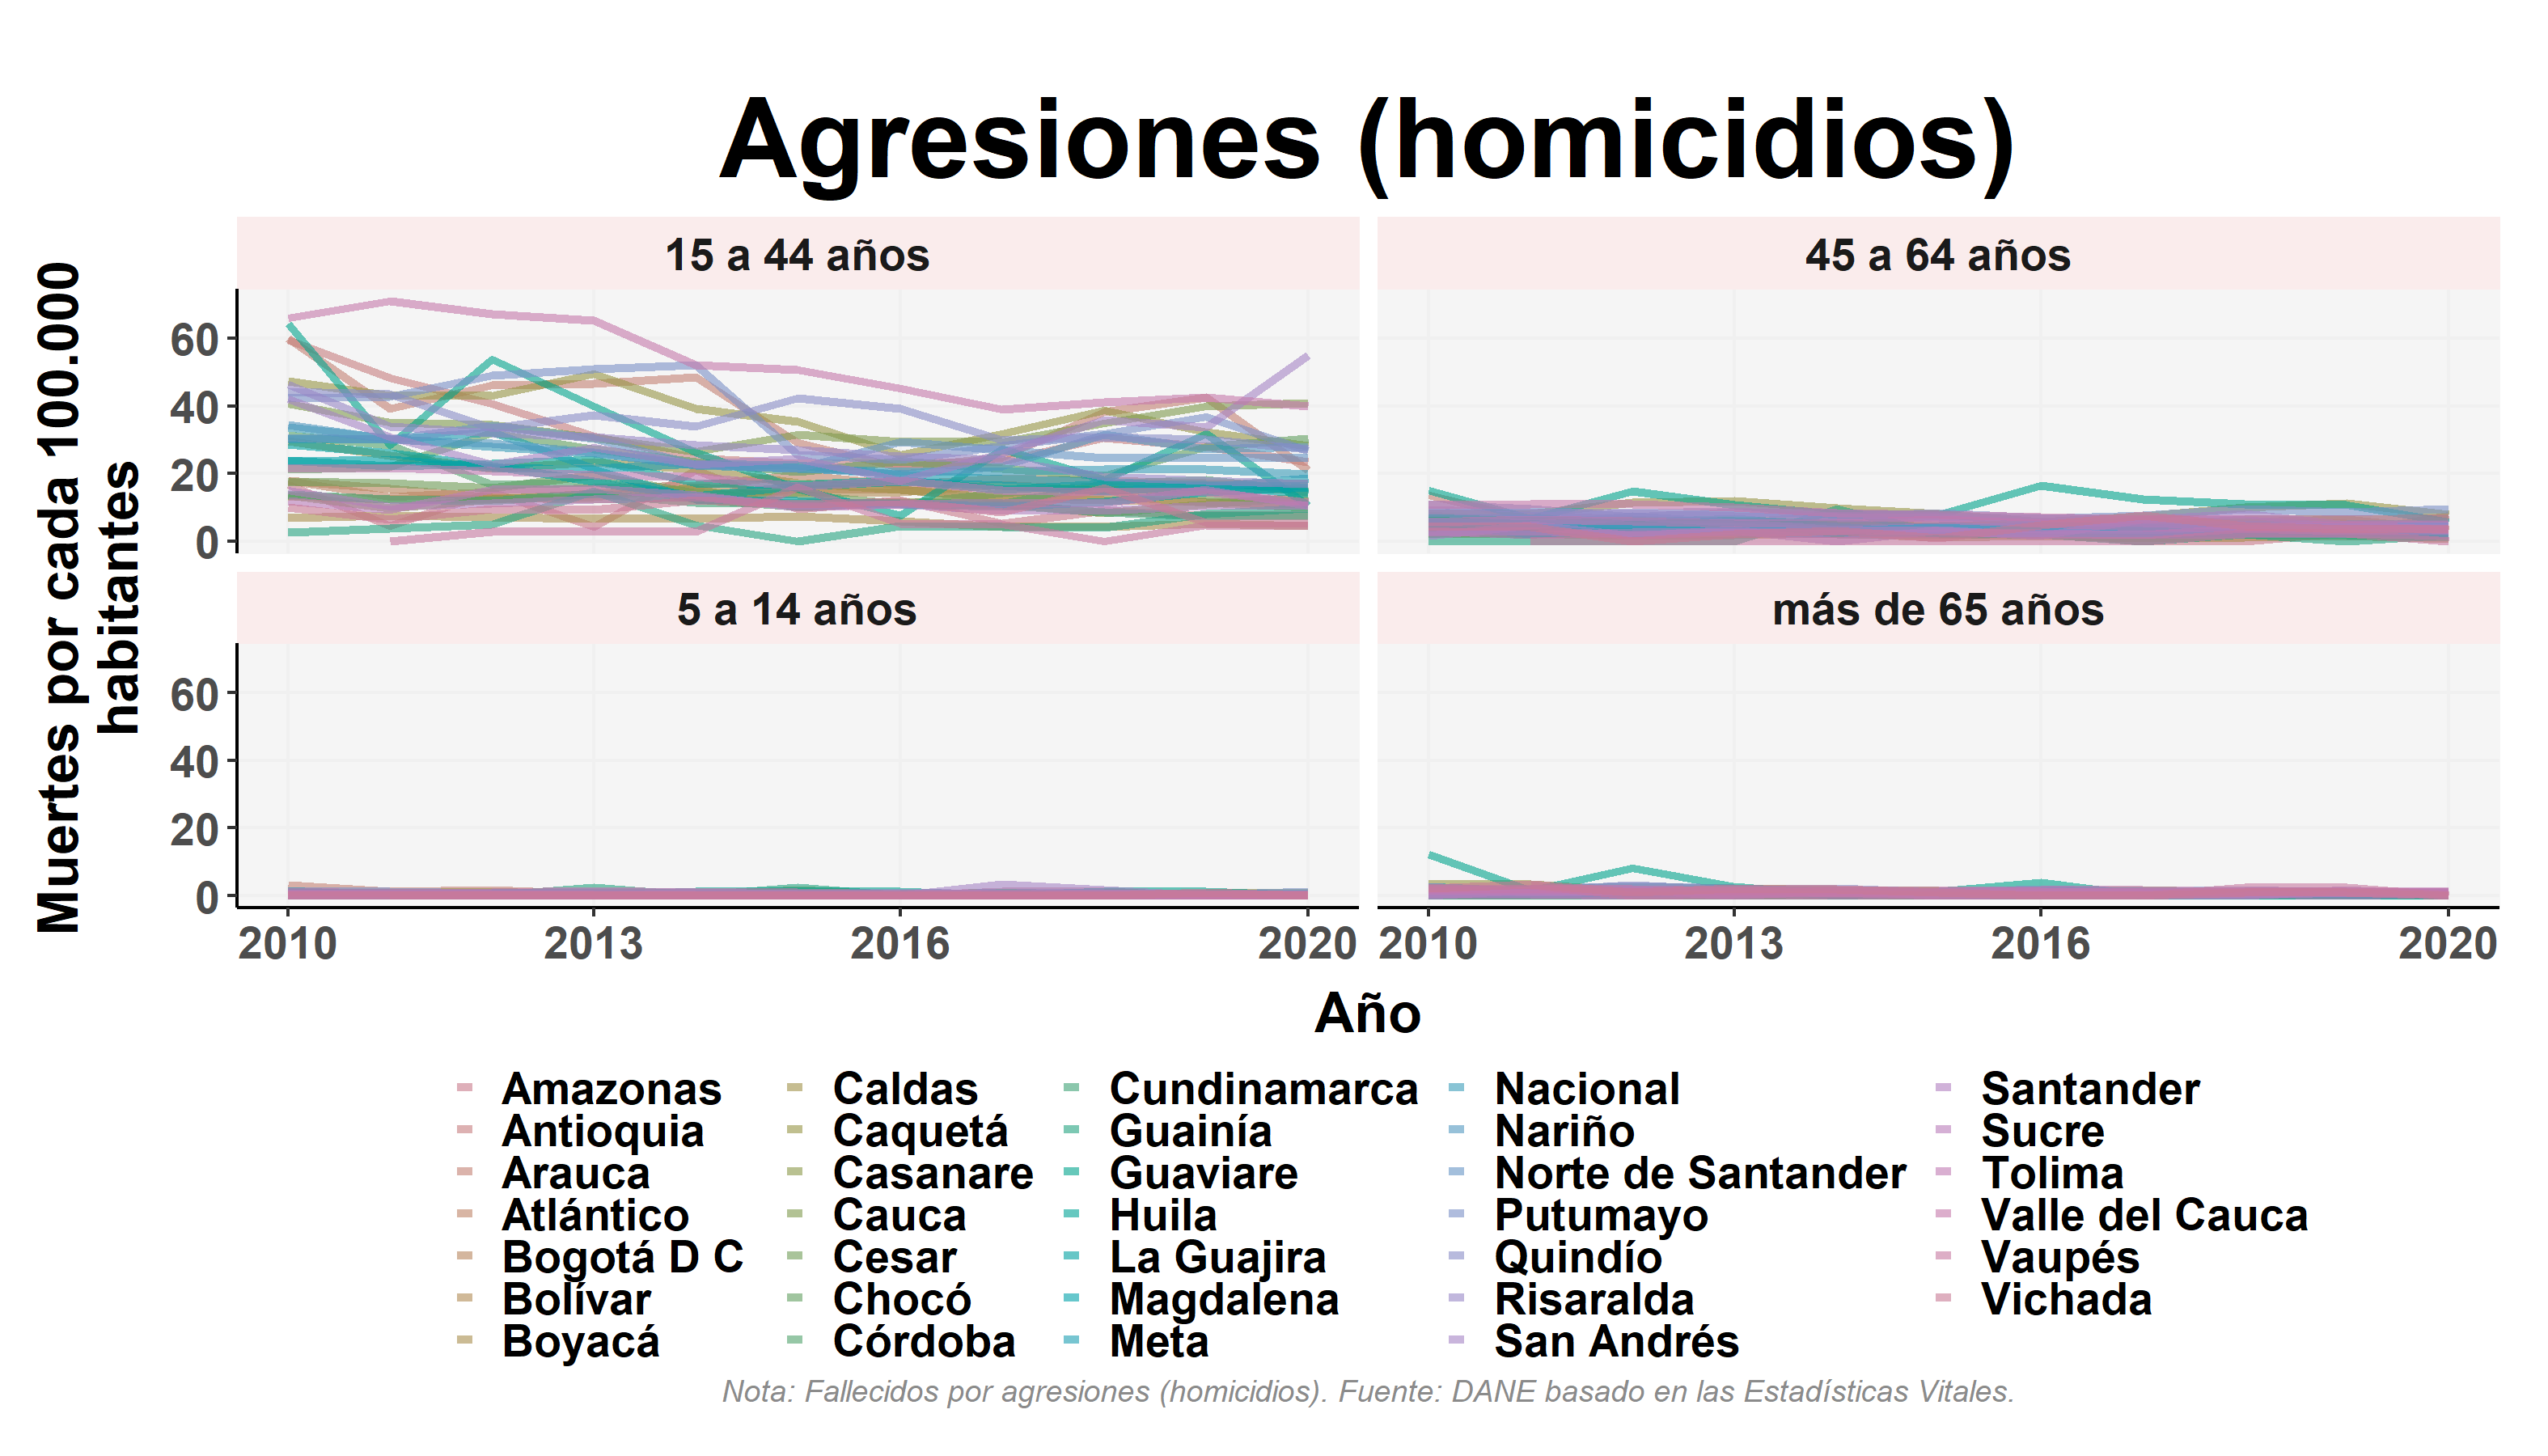 Agresiones (homicidios)
Muertes por cada 100.000
habitantes
15 a 44 años
45 a 64 años
60
40
20
0
5 a 14 años
más de 65 años
60
40
20
0
2010 2013 2016 2020 2010 2013 2016 2020
Año
Amazonas Caldas Cundinamarca Nacional Santander
Antioquia Caquetá Guainía Nariño Sucre
Arauca Casanare Guaviare Norte de Santander Tolima
Atlántico Cauca Huila Putumayo Valle del Cauca
Bogotá D C Cesar La Guajira Quindío Vaupés
Bolívar Chocó Magdalena Risaralda Vichada
Boyacá Córdoba Meta San Andrés
Nota: Fallecidos por agresiones (homicidios). Fuente: DANE basado en las Estadísticas Vitales.